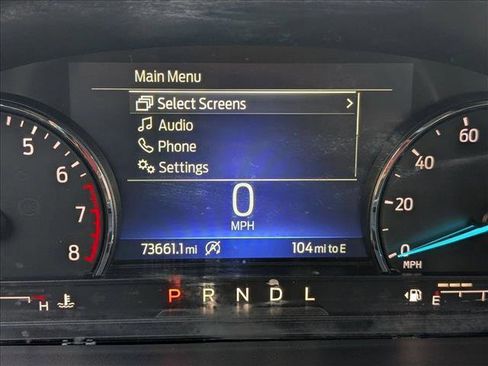 Main Menu
Select Screens >
Audio
Phone
Settings
5
6
7
8
0
MPH
73661.1 mi
104 mi to E
60
40
20
0
MPH
H
P R N D L
E